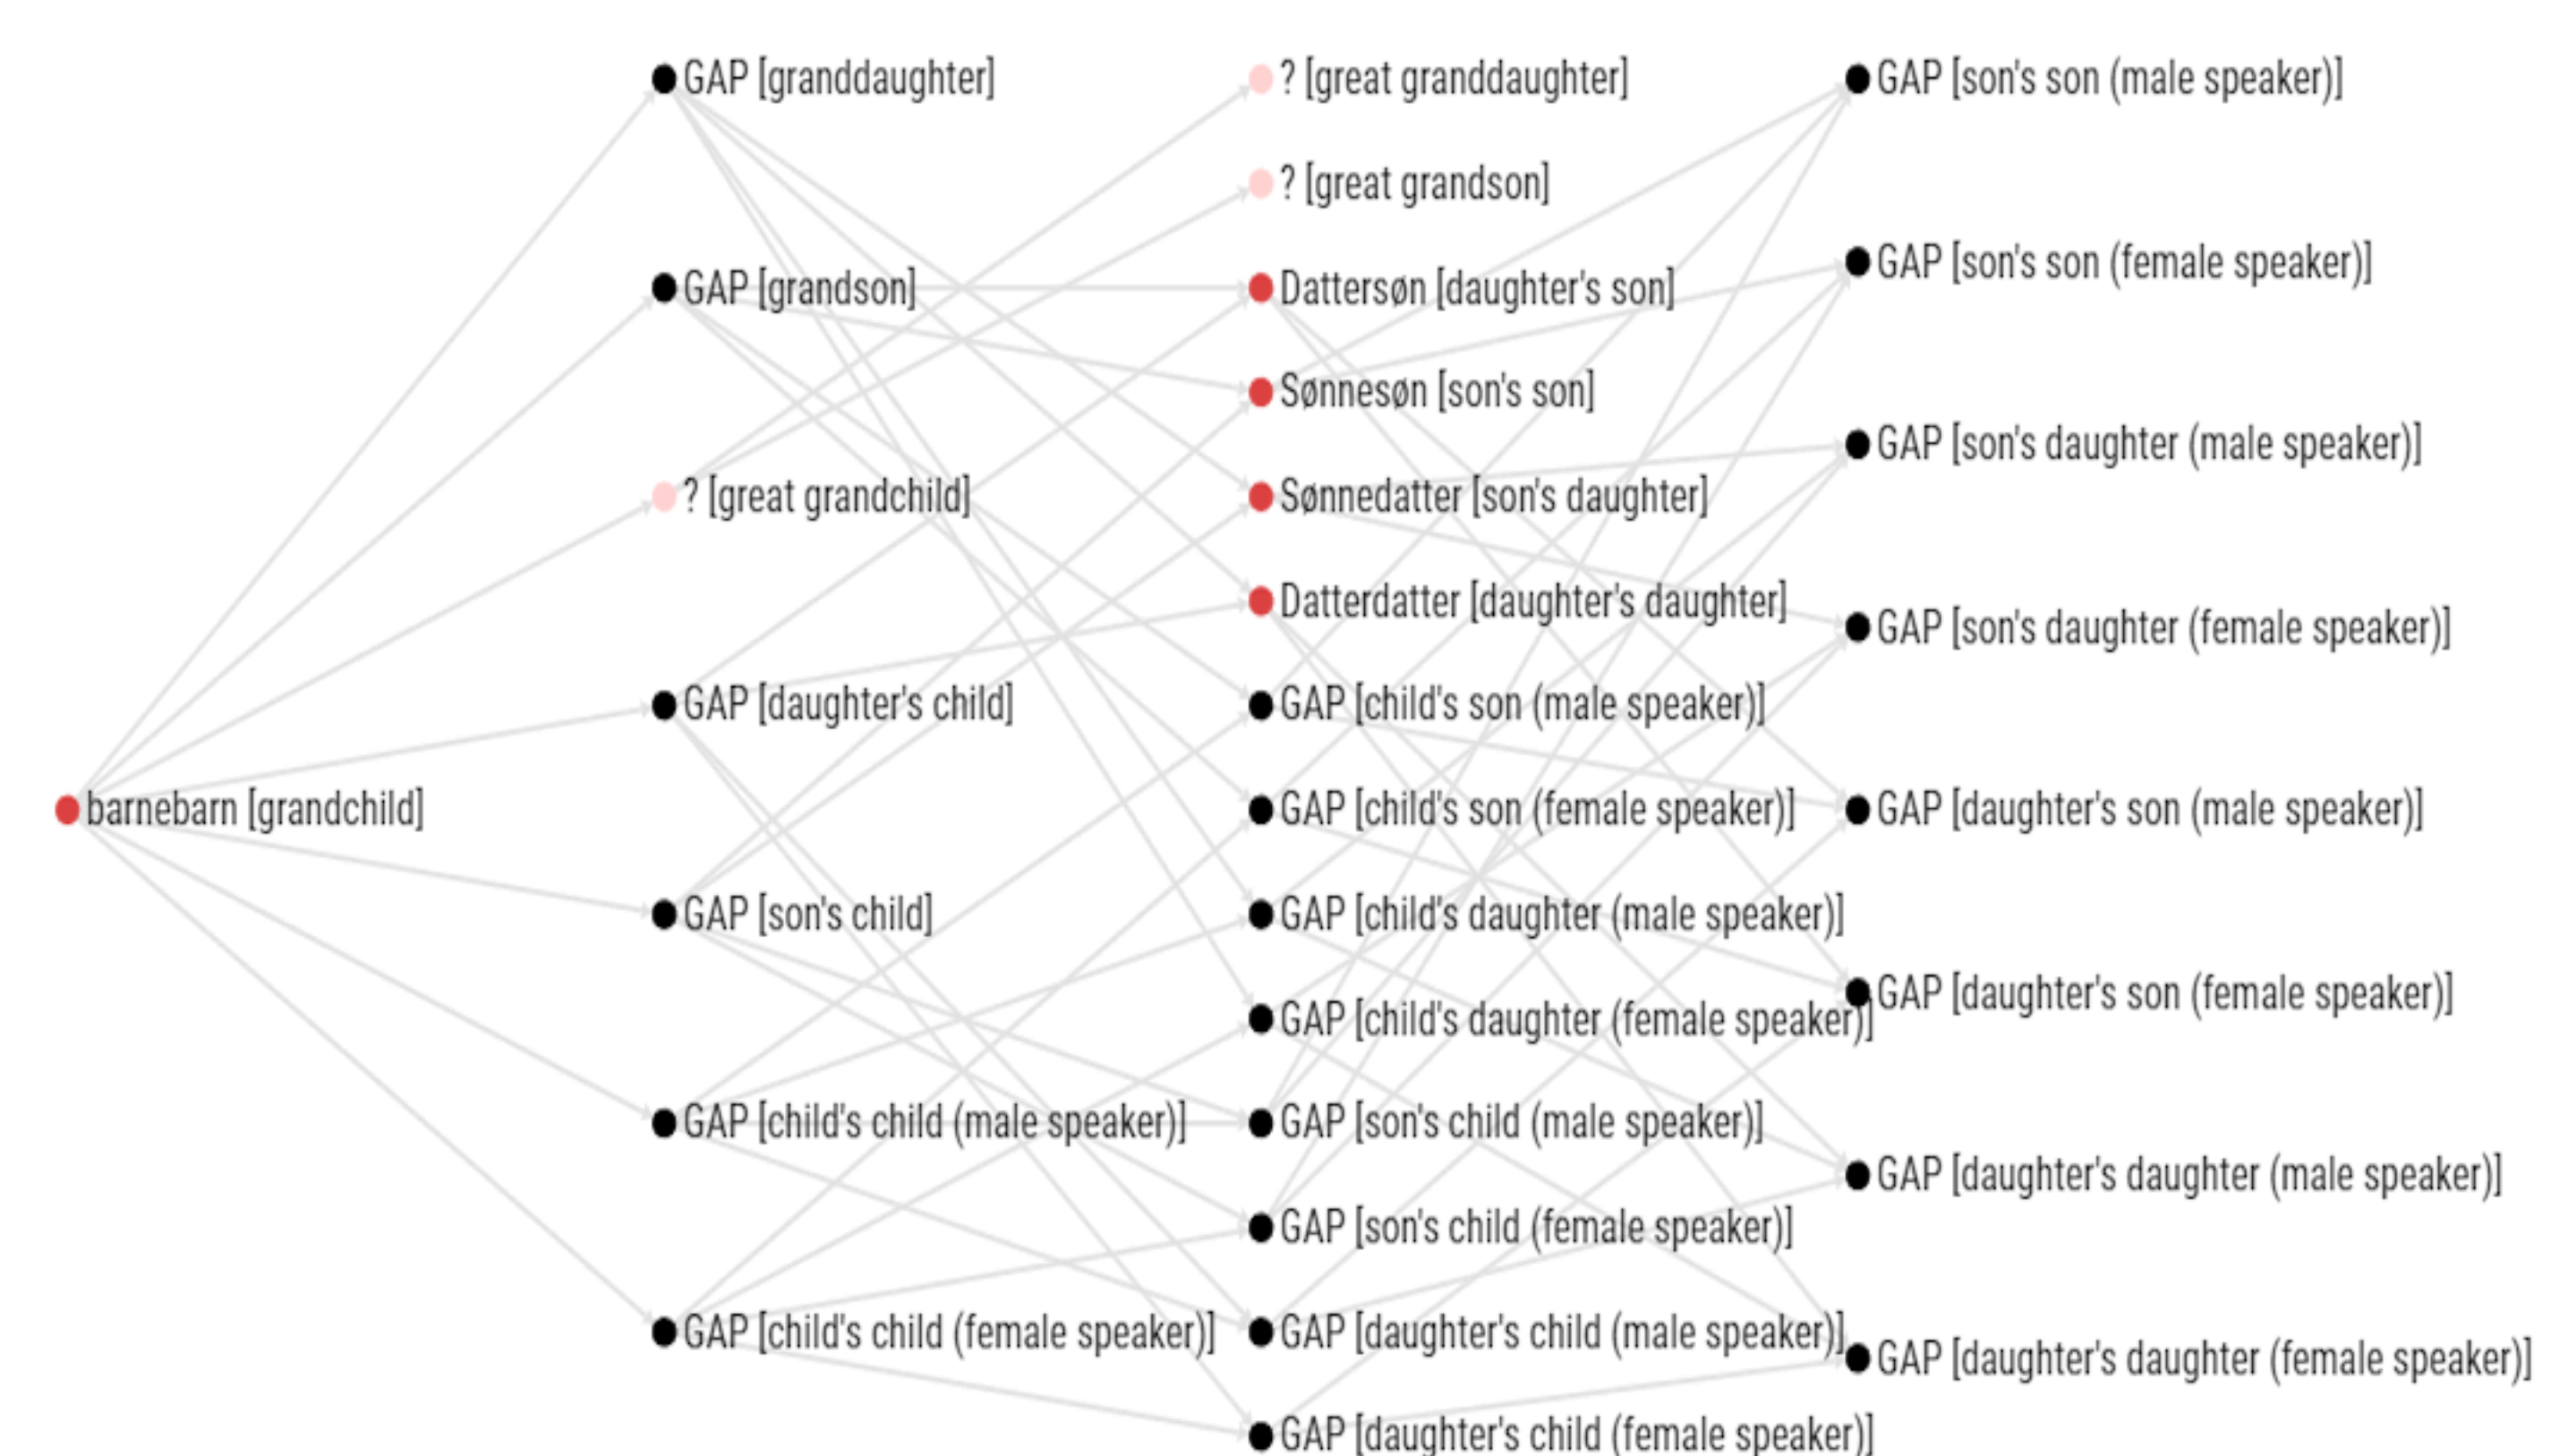 GAP [granddaughter]
? [great granddaughter]
GAP [son's son (male speaker)]
? [great grandson]
GAP [son's son (female speaker)]
GAP [grandson]
Dattersøn [daughter's son]
Sønnesøn [son's son]
GAP [son's daughter (male speaker)]
? [great grandchild]
Sønnedatter [son's daughter]
Datterdatter [daughter's daughter]
GAP [son's daughter (female speaker)]
GAP [daughter's child]
GAP [child's son (male speaker)]
barnebarn [grandchild]
GAP [child's son (female speaker)]
GAP [daughter's son (male speaker)]
GAP [son's child]
GAP [child's daughter (male speaker)]
GAP [daughter's son (female speaker)]
GAP [child's daughter (female speaker)]
GAP [child's child (male speaker)]
GAP [son's child (male speaker)]
GAP [daughter's daughter (male speaker)]
GAP [son's child (female speaker)]
GAP [child's child (female speaker)]
GAP [daughter's child (male speaker)]
GAP [daughter's daughter (female speaker)]
GAP [daughter's child (female speaker)]